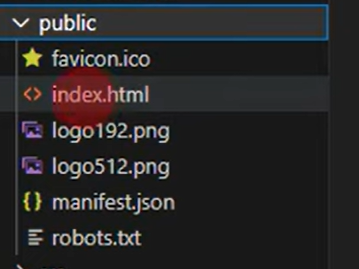 public
favicon.ico
index.html
logo192.png
logo512.png
manifest.json
robots.txt